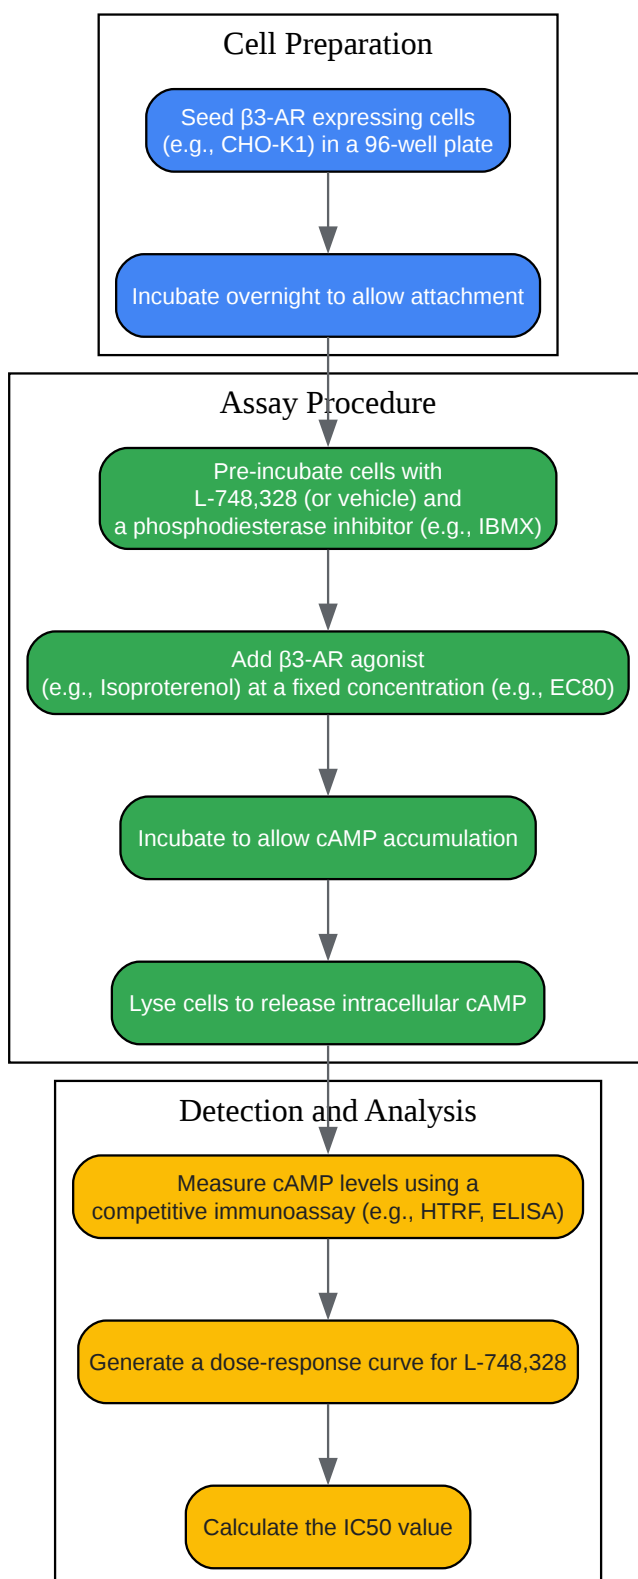 Cell Preparation
Seed β3-AR expressing cells
(e.g., CHO-K1) in a 96-well plate
Incubate overnight to allow attachment
Assay Procedure
Pre-incubate cells with
L-748,328 (or vehicle) and
a phosphodiesterase inhibitor (e.g., IBMX)
Add β3-AR agonist
(e.g., Isoproterenol) at a fixed concentration (e.g., EC80)
Incubate to allow cAMP accumulation
Lyse cells to release intracellular cAMP
Detection and Analysis
Measure cAMP levels using a
competitive immunoassay (e.g., HTRF, ELISA)
Generate a dose-response curve for L-748,328
Calculate the IC50 value